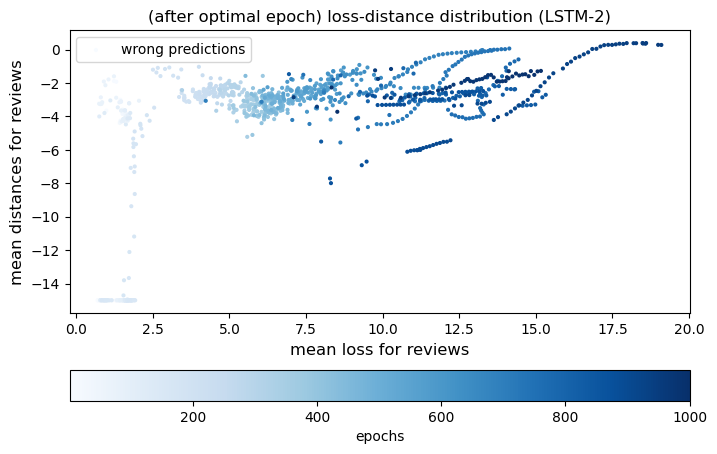 (after optimal epoch) loss-distance distribution (LSTM-2)
wrong predictions
mean distances for reviews
0
−2
−4
−6
−8
−10
−12
−14
0.0 2.5 5.0 7.5 10.0 12.5 15.0 17.5 20.0
mean loss for reviews
200 400 600 800 1000
epochs